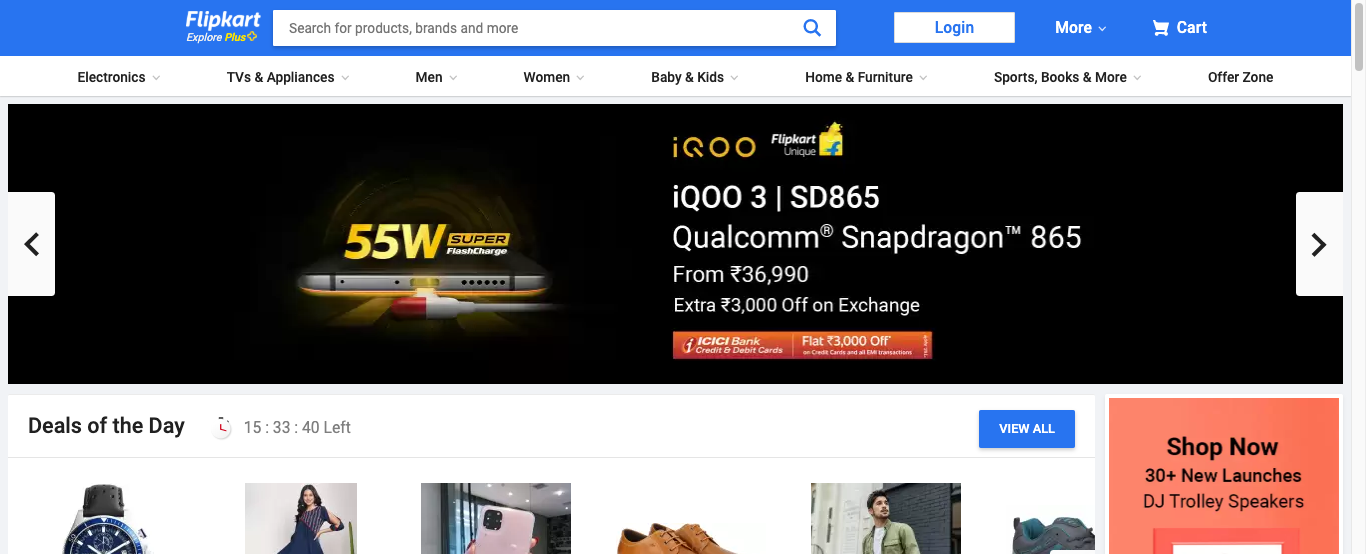 Flipkart
Explore Plus
Search for products, brands and more
Login
More
Cart
Electronics
TVs & Appliances
Men
Women
Baby & Kids
Home & Furniture
Sports, Books & More
Offer Zone
iQOO
Flipkart
Unique
55W SUPER
FlashCharge
iQOO 3 | SD865
Qualcomm® Snapdragon™ 865
From ₹36,990
Extra ₹3,000 Off on Exchange
ICICI Bank
Credit & Debit Cards
Flat ₹3,000 Off*
on Credit Cards and all EMI transactions
Deals of the Day
15 : 33 : 40 Left
VIEW ALL
Shop Now
30+ New Launches
DJ Trolley Speakers